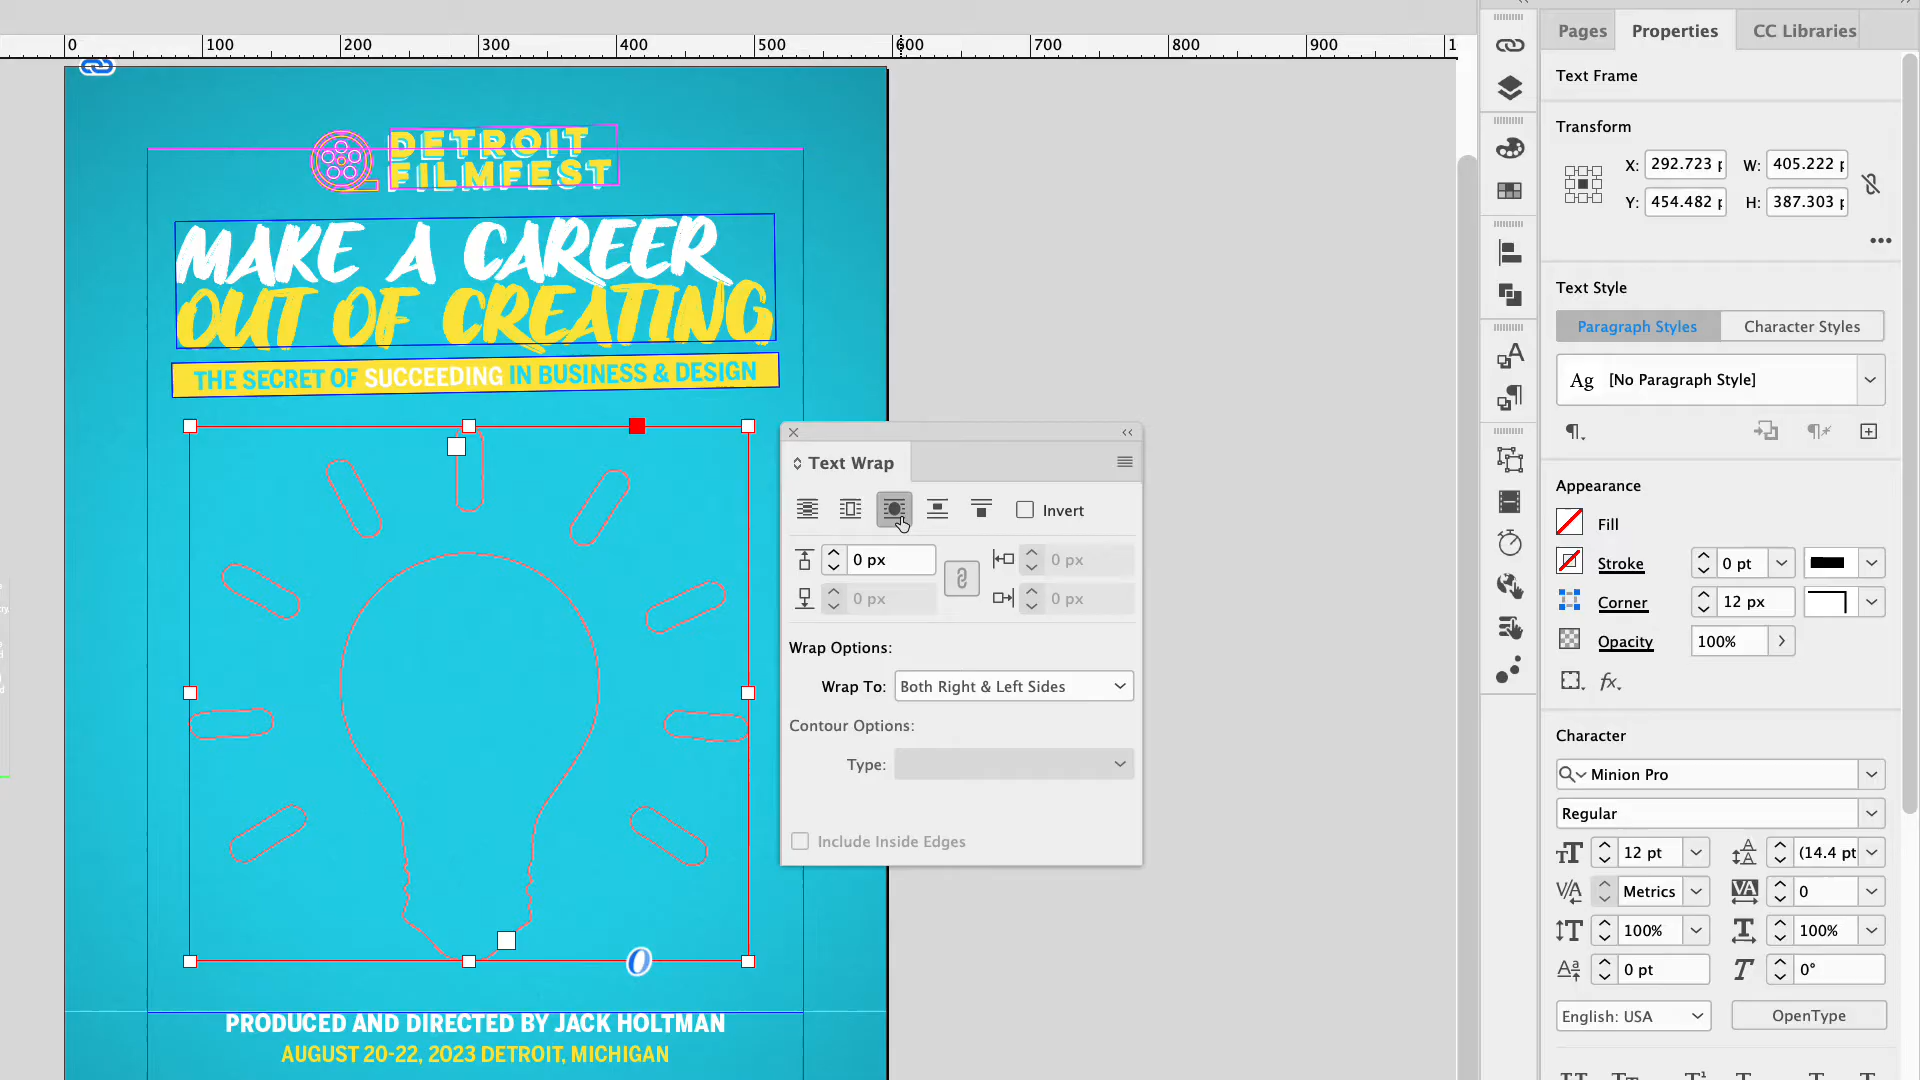 Pages Properties CC Libraries
0 100 200 300 400 500 600 700 800 900 1
Text Frame
Transform
X: 292.723 W: 405.222
Y: 454.482 H: 387.303
DETROIT
FILMFEST
MAKE A CAREER
OUT OF CREATING
THE SECRET OF SUCCEEDING IN BUSINESS & DESIGN
PRODUCED AND DIRECTED BY JACK HOLTMAN
AUGUST 20-22, 2023 DETROIT, MICHIGAN
Text Wrap
Invert
0 px 0 px
0 px 0 px
Wrap Options:
Wrap To: Both Right & Left Sides
Contour Options:
Type:
Include Inside Edges
Text Style
Paragraph Styles Character Styles
Ag [No Paragraph Style]
Appearance
Fill
Stroke 0 pt
Corner 12 px
Opacity 100%
fx.
Character
Minion Pro
Regular
12 pt (14.4 pt
Metrics 0
100% 100%
0 pt 0°
English: USA OpenType